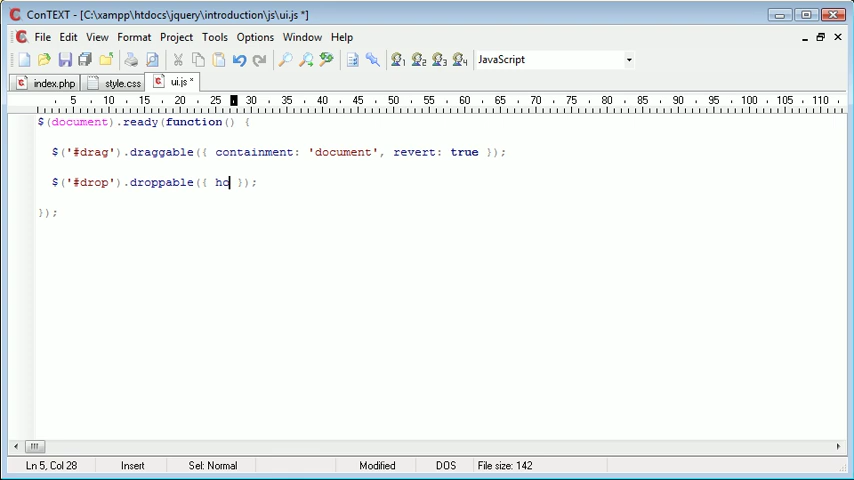 ConTEXT - [C:\xampp\htdocs\jquery\introduction\js\ui.js *]
File Edit View Format Project Tools Options Window Help
JavaScript
index.php style.css ui.js *
5 10 15 20 25 30 35 40 45 50 55 60 65 70 75 80 85 90 95 100 105 110
$(document).ready(function() {
$('#drag').draggable({ containment: 'document', revert: true });
$('#drop').droppable({ ho });
});
Ln 5, Col 28 Insert Sel: Normal Modified DOS File size: 142